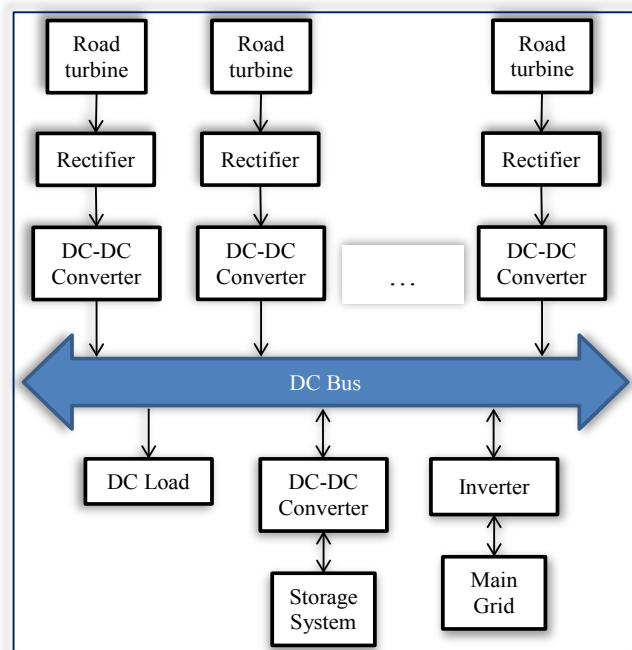 Road
turbine
Road
turbine
Road
turbine
Rectifier
Rectifier
Rectifier
DC-DC
Converter
DC-DC
Converter
...
DC-DC
Converter
DC Bus
DC Load
DC-DC
Converter
Inverter
Storage
System
Main
Grid